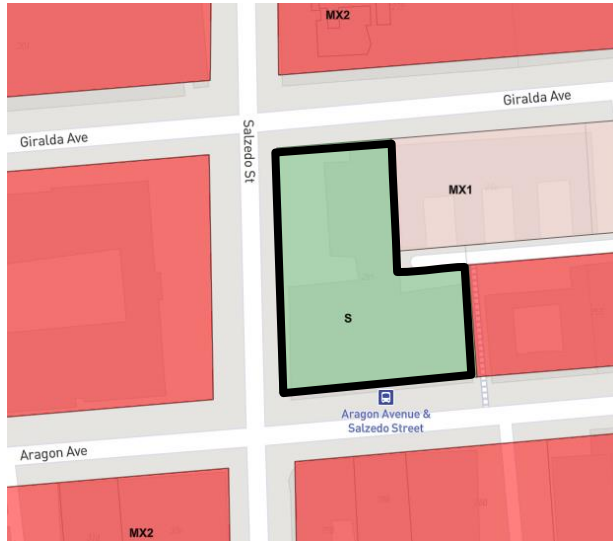 MX2
Giralda Ave
Giralda Ave
Salzedo St
MX1
S
Aragon Avenue &
Salzedo Street
Aragon Ave
MX2